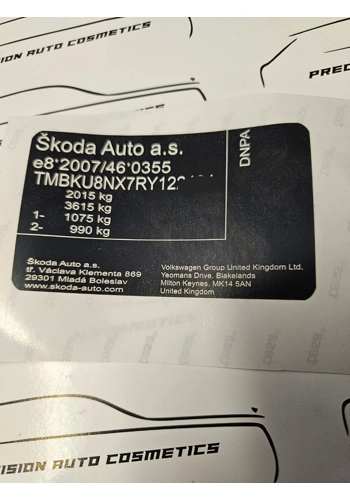 ISION AUTO COSMETICS
PREC
Škoda Auto a.s.
e8*2007/46*0355
TMBKU8NX7RY12
2015 kg
3615 kg
1- 1075 kg
2- 990 kg
DNPA
Škoda Auto a.s.
tř. Václava Klementa 869
29301 Mladá Boleslav
www.skoda-auto.com
Volkswagen Group United Kingdom Ltd.
Yeomans Drive. Blakelands
Milton Keynes. MK14 5AN
United Kingdom
ISION AUTO COSMETICS